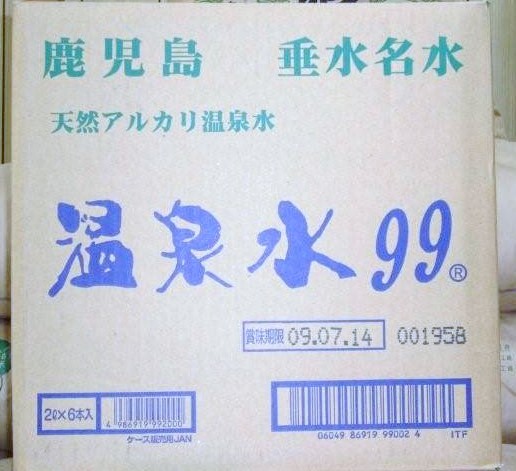 鹿児島 垂水名水
天然アルカリ温泉水
温泉水99®
賞味期限 09.07.14 001958
2ℓ×6本入
4 986919 992000
ケース販売用JAN
06049 86919 99002 4 ITF